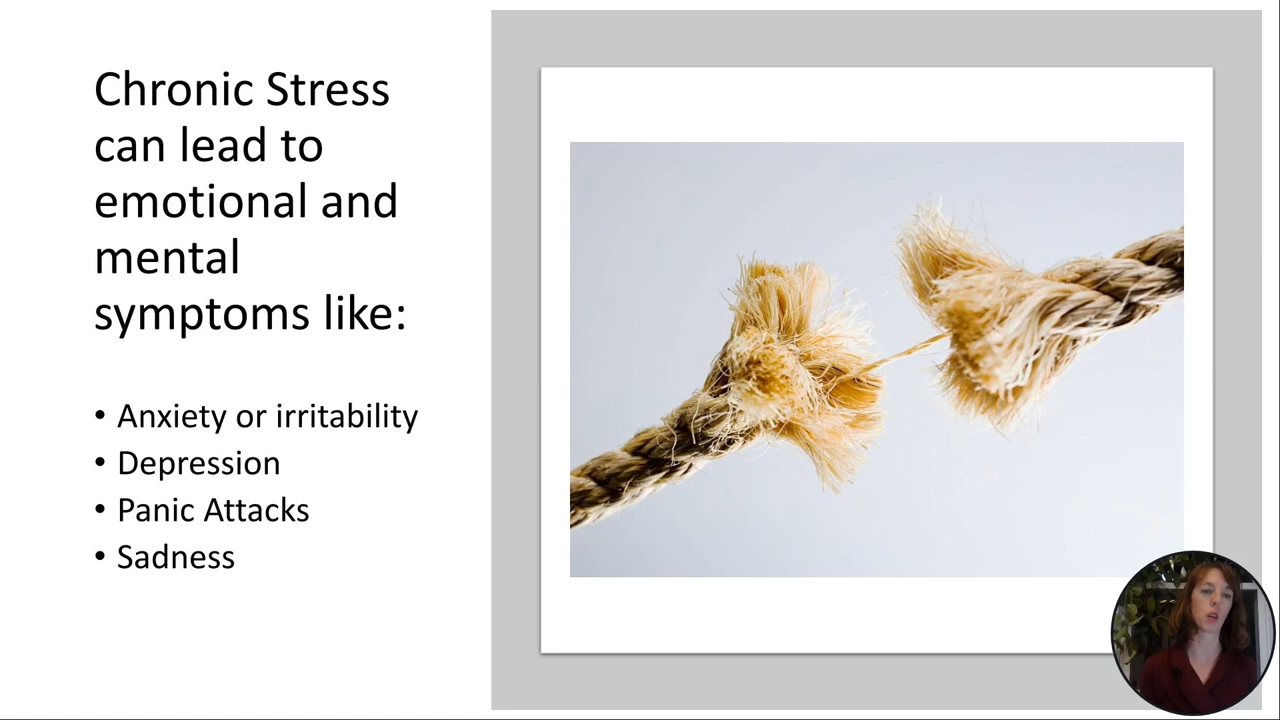 Chronic Stress
can lead to
emotional and
mental
symptoms like:
• Anxiety or irritability
• Depression
• Panic Attacks
• Sadness